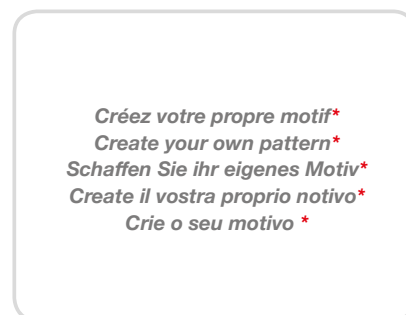 Créez votre propre motif*
Create your own pattern*
Schaffen Sie ihr eigenes Motiv*
Create il vostra proprio notivo*
Crie o seu motivo *